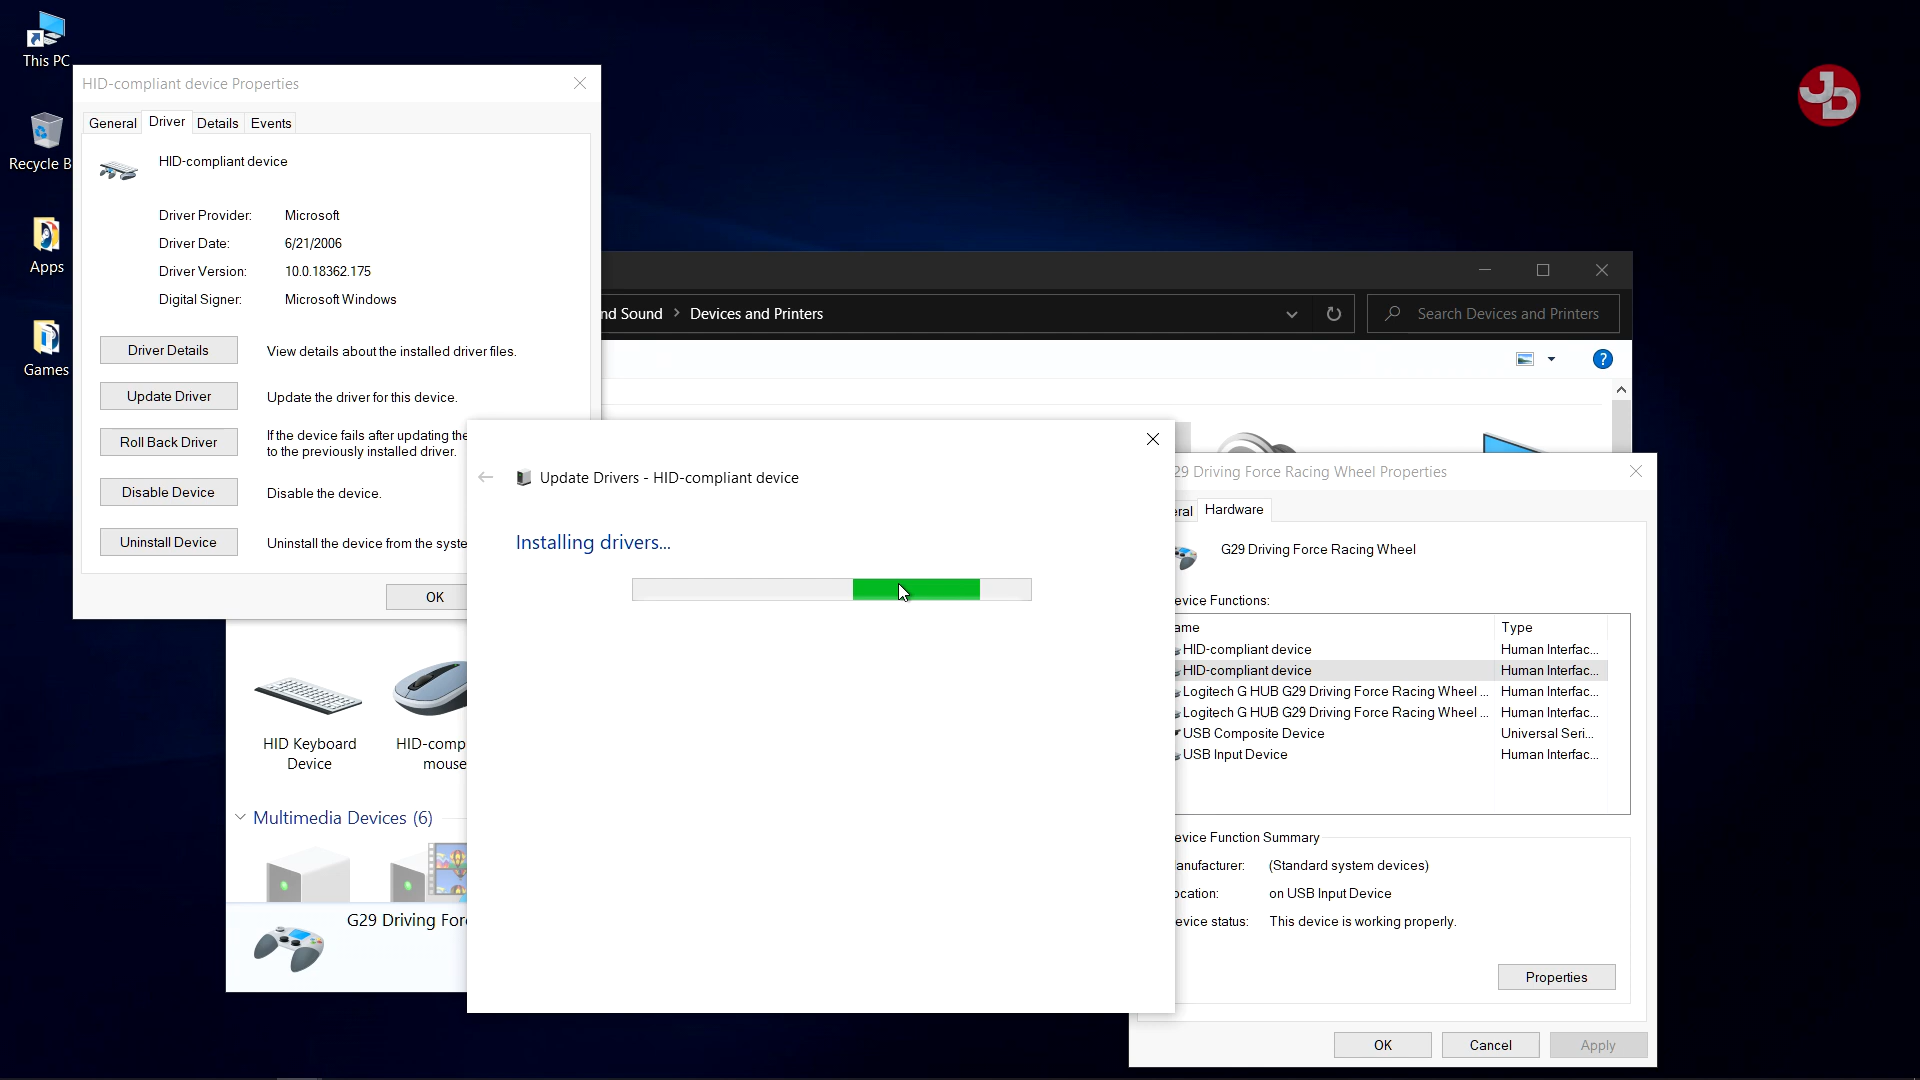 This PC
Recycle B
Apps
Games
JD
HID-compliant device Properties
General
Driver
Details
Events
HID-compliant device
Driver Provider: Microsoft
Driver Date: 6/21/2006
Driver Version: 10.0.18362.175
Digital Signer: Microsoft Windows
Driver Details
View details about the installed driver files.
Update Driver
Update the driver for this device.
Roll Back Driver
If the device fails after updating the
to the previously installed driver.
Disable Device
Disable the device.
Uninstall Device
Uninstall the device from the syste
OK
nd Sound > Devices and Printers
Search Devices and Printers
?
Update Drivers - HID-compliant device
Installing drivers...
HID Keyboard
Device
HID-comp
mouse
Multimedia Devices (6)
G29 Driving Forc
29 Driving Force Racing Wheel Properties
eral
Hardware
G29 Driving Force Racing Wheel
evice Functions:
ame Type
HID-compliant device Human Interfac...
HID-compliant device Human Interfac...
Logitech G HUB G29 Driving Force Racing Wheel ... Human Interfac...
Logitech G HUB G29 Driving Force Racing Wheel ... Human Interfac...
USB Composite Device Universal Seri...
USB Input Device Human Interfac...
evice Function Summary
anufacturer: (Standard system devices)
ocation: on USB Input Device
evice status: This device is working properly.
Properties
OK
Cancel
Apply